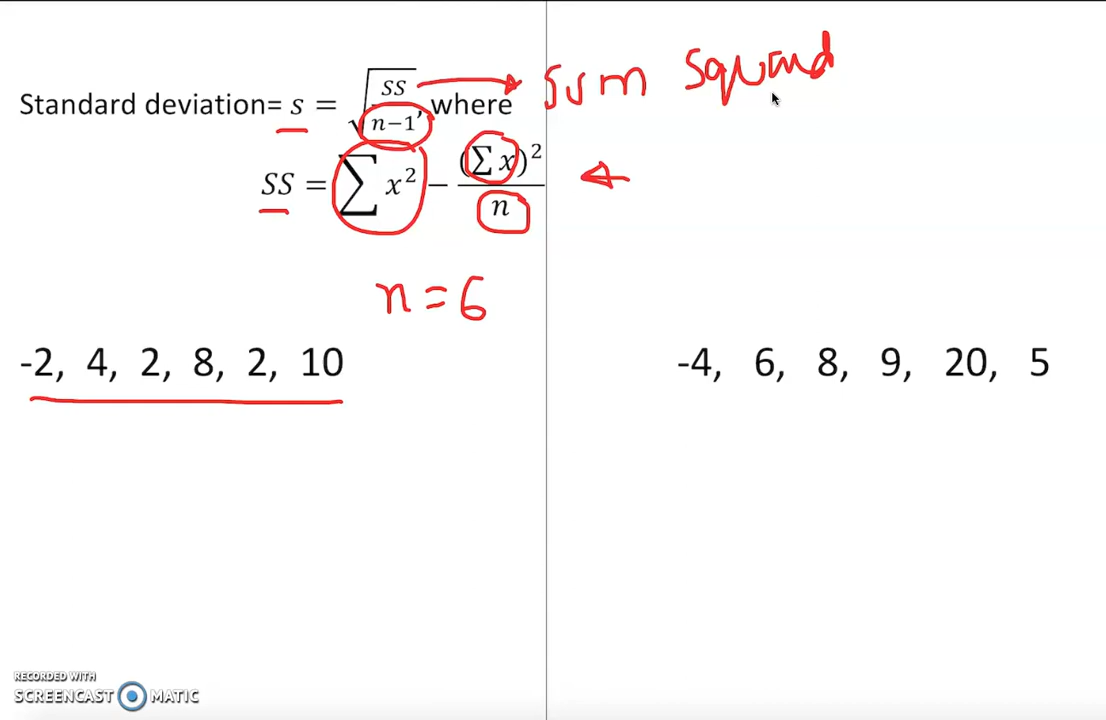 Standard deviation= s = √SS/n−1, where Sum Squared
SS = ∑ x² − (∑ x)²/n
n = 6
-2, 4, 2, 8, 2, 10
-4, 6, 8, 9, 20, 5
RECORDED WITH
SCREENCAST MATIC